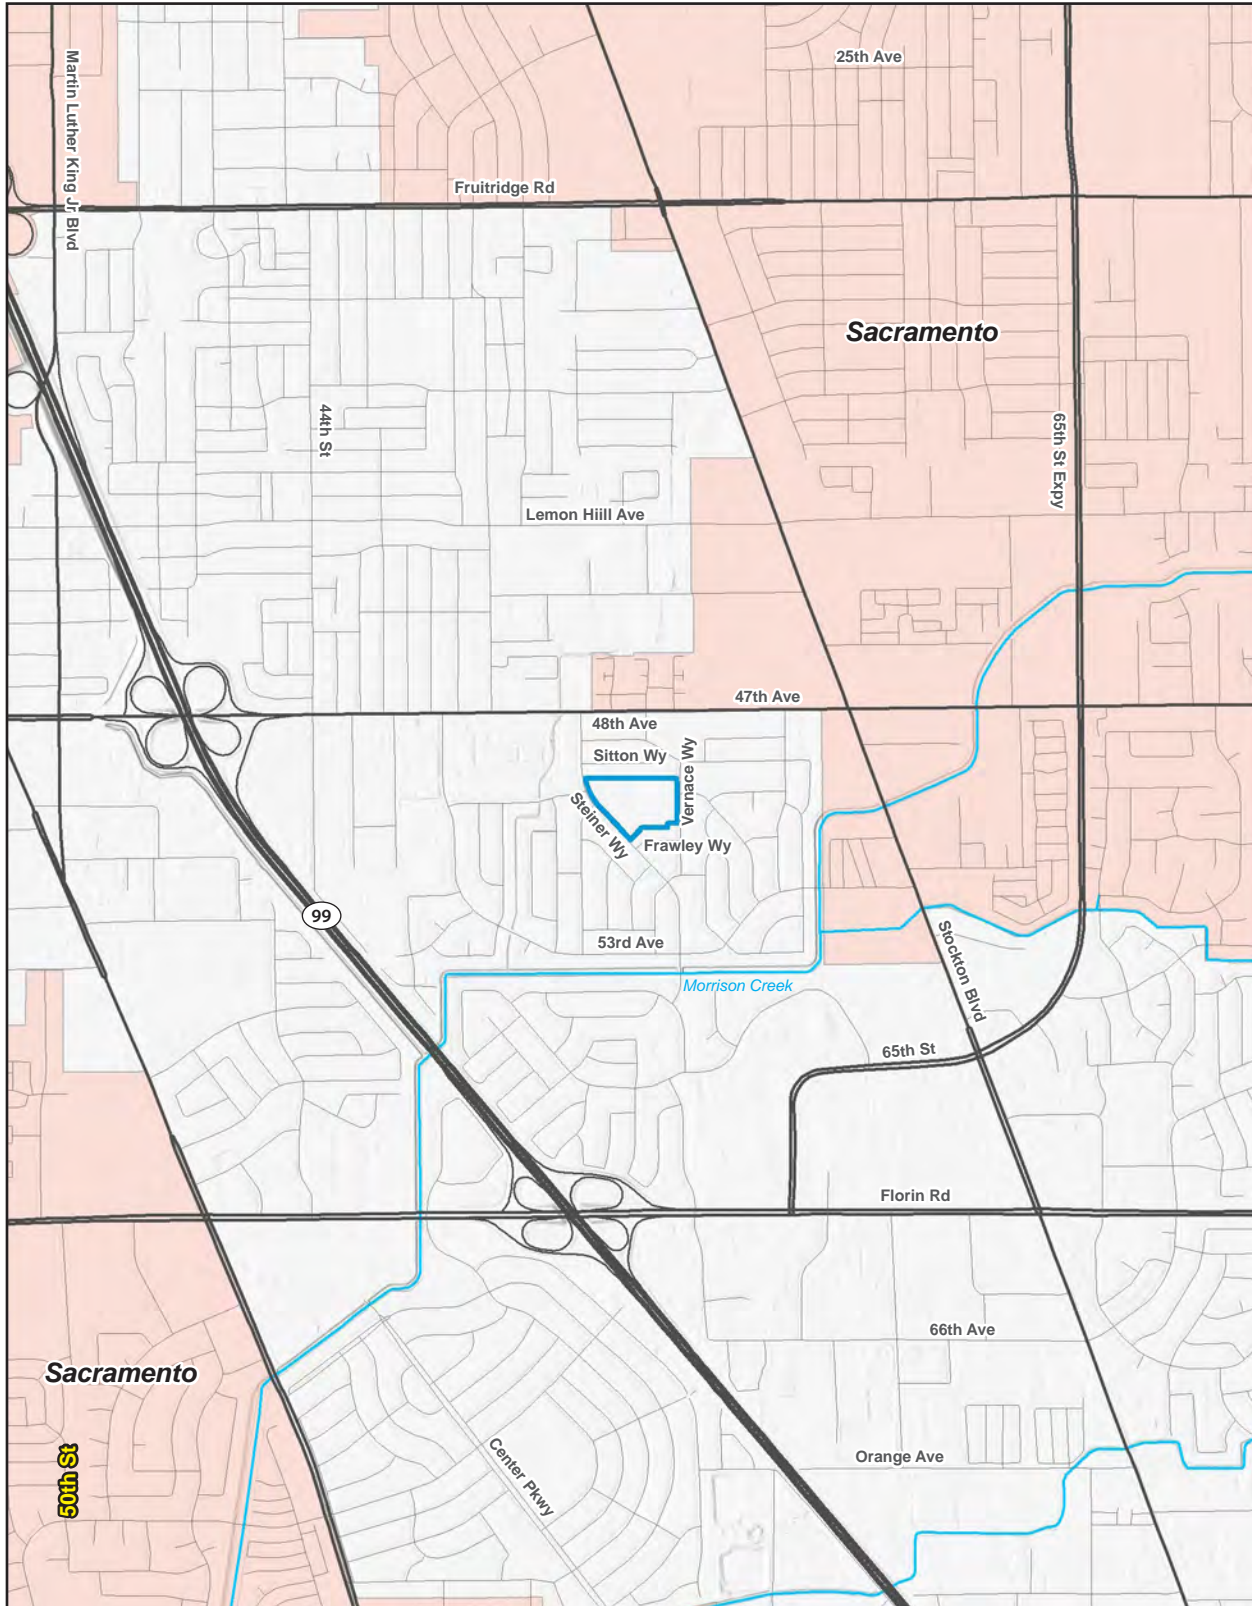 25th Ave
Martin Luther King Jr Blvd
Fruitridge Rd
Sacramento
44th St
65th St Expy
Lemon Hiill Ave
47th Ave
48th Ave
Sitton Wy
Vernace Wy
Steiner Wy
Frawley Wy
99
53rd Ave
Stockton Blvd
Morrison Creek
65th St
Florin Rd
66th Ave
Sacramento
Center Pkwy
Orange Ave
50th St